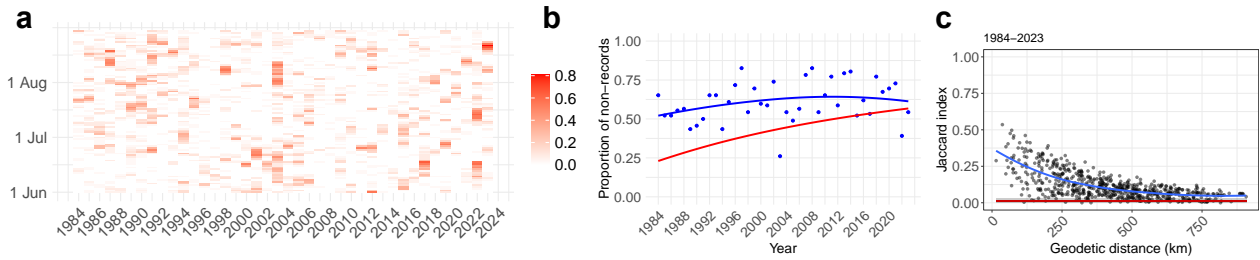 a
1 Aug
1 Jul
1 Jun
1984 1986 1988 1990 1992 1994 1996 1998 2000 2002 2004 2006 2008 2010 2012 2014 2016 2018 2020 2022 2024
0.8
0.6
0.4
0.2
0.0
b
Proportion of non−records
1.00
0.75
0.50
0.25
0.00
1984 1988 1992 1996 2000 2004 2008 2012 2016 2020
Year
c
1984−2023
Jaccard index
1.00
0.75
0.50
0.25
0.00
0 250 500 750
Geodetic distance (km)